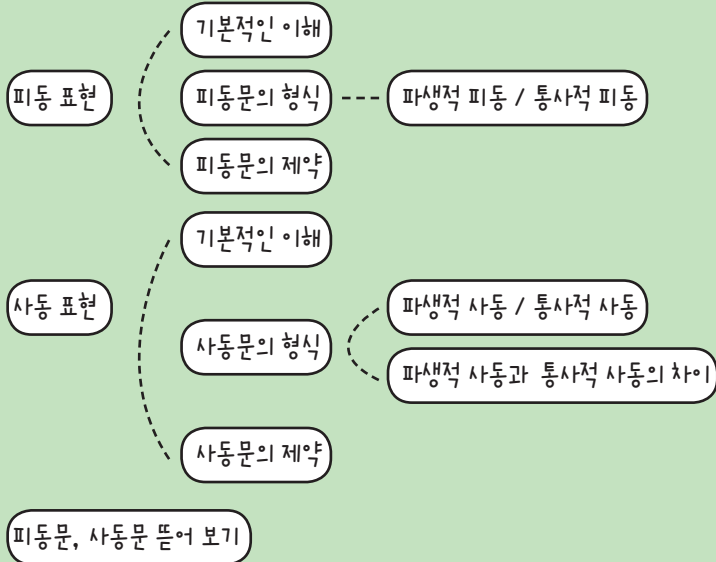 기본적인 이해
피동 표현
피동문의 형식
파생적 피동 / 통사적 피동
피동문의 제약
기본적인 이해
사동 표현
사동문의 형식
파생적 사동 / 통사적 사동
파생적 사동과 통사적 사동의 차이
사동문의 제약
피동문, 사동문 뜯어 보기